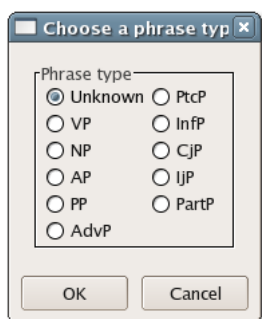 Choose a phrase typ
Phrase type
Unknown PtcP
VP InfP
NP CjP
AP IjP
PP PartP
AdvP
OK Cancel